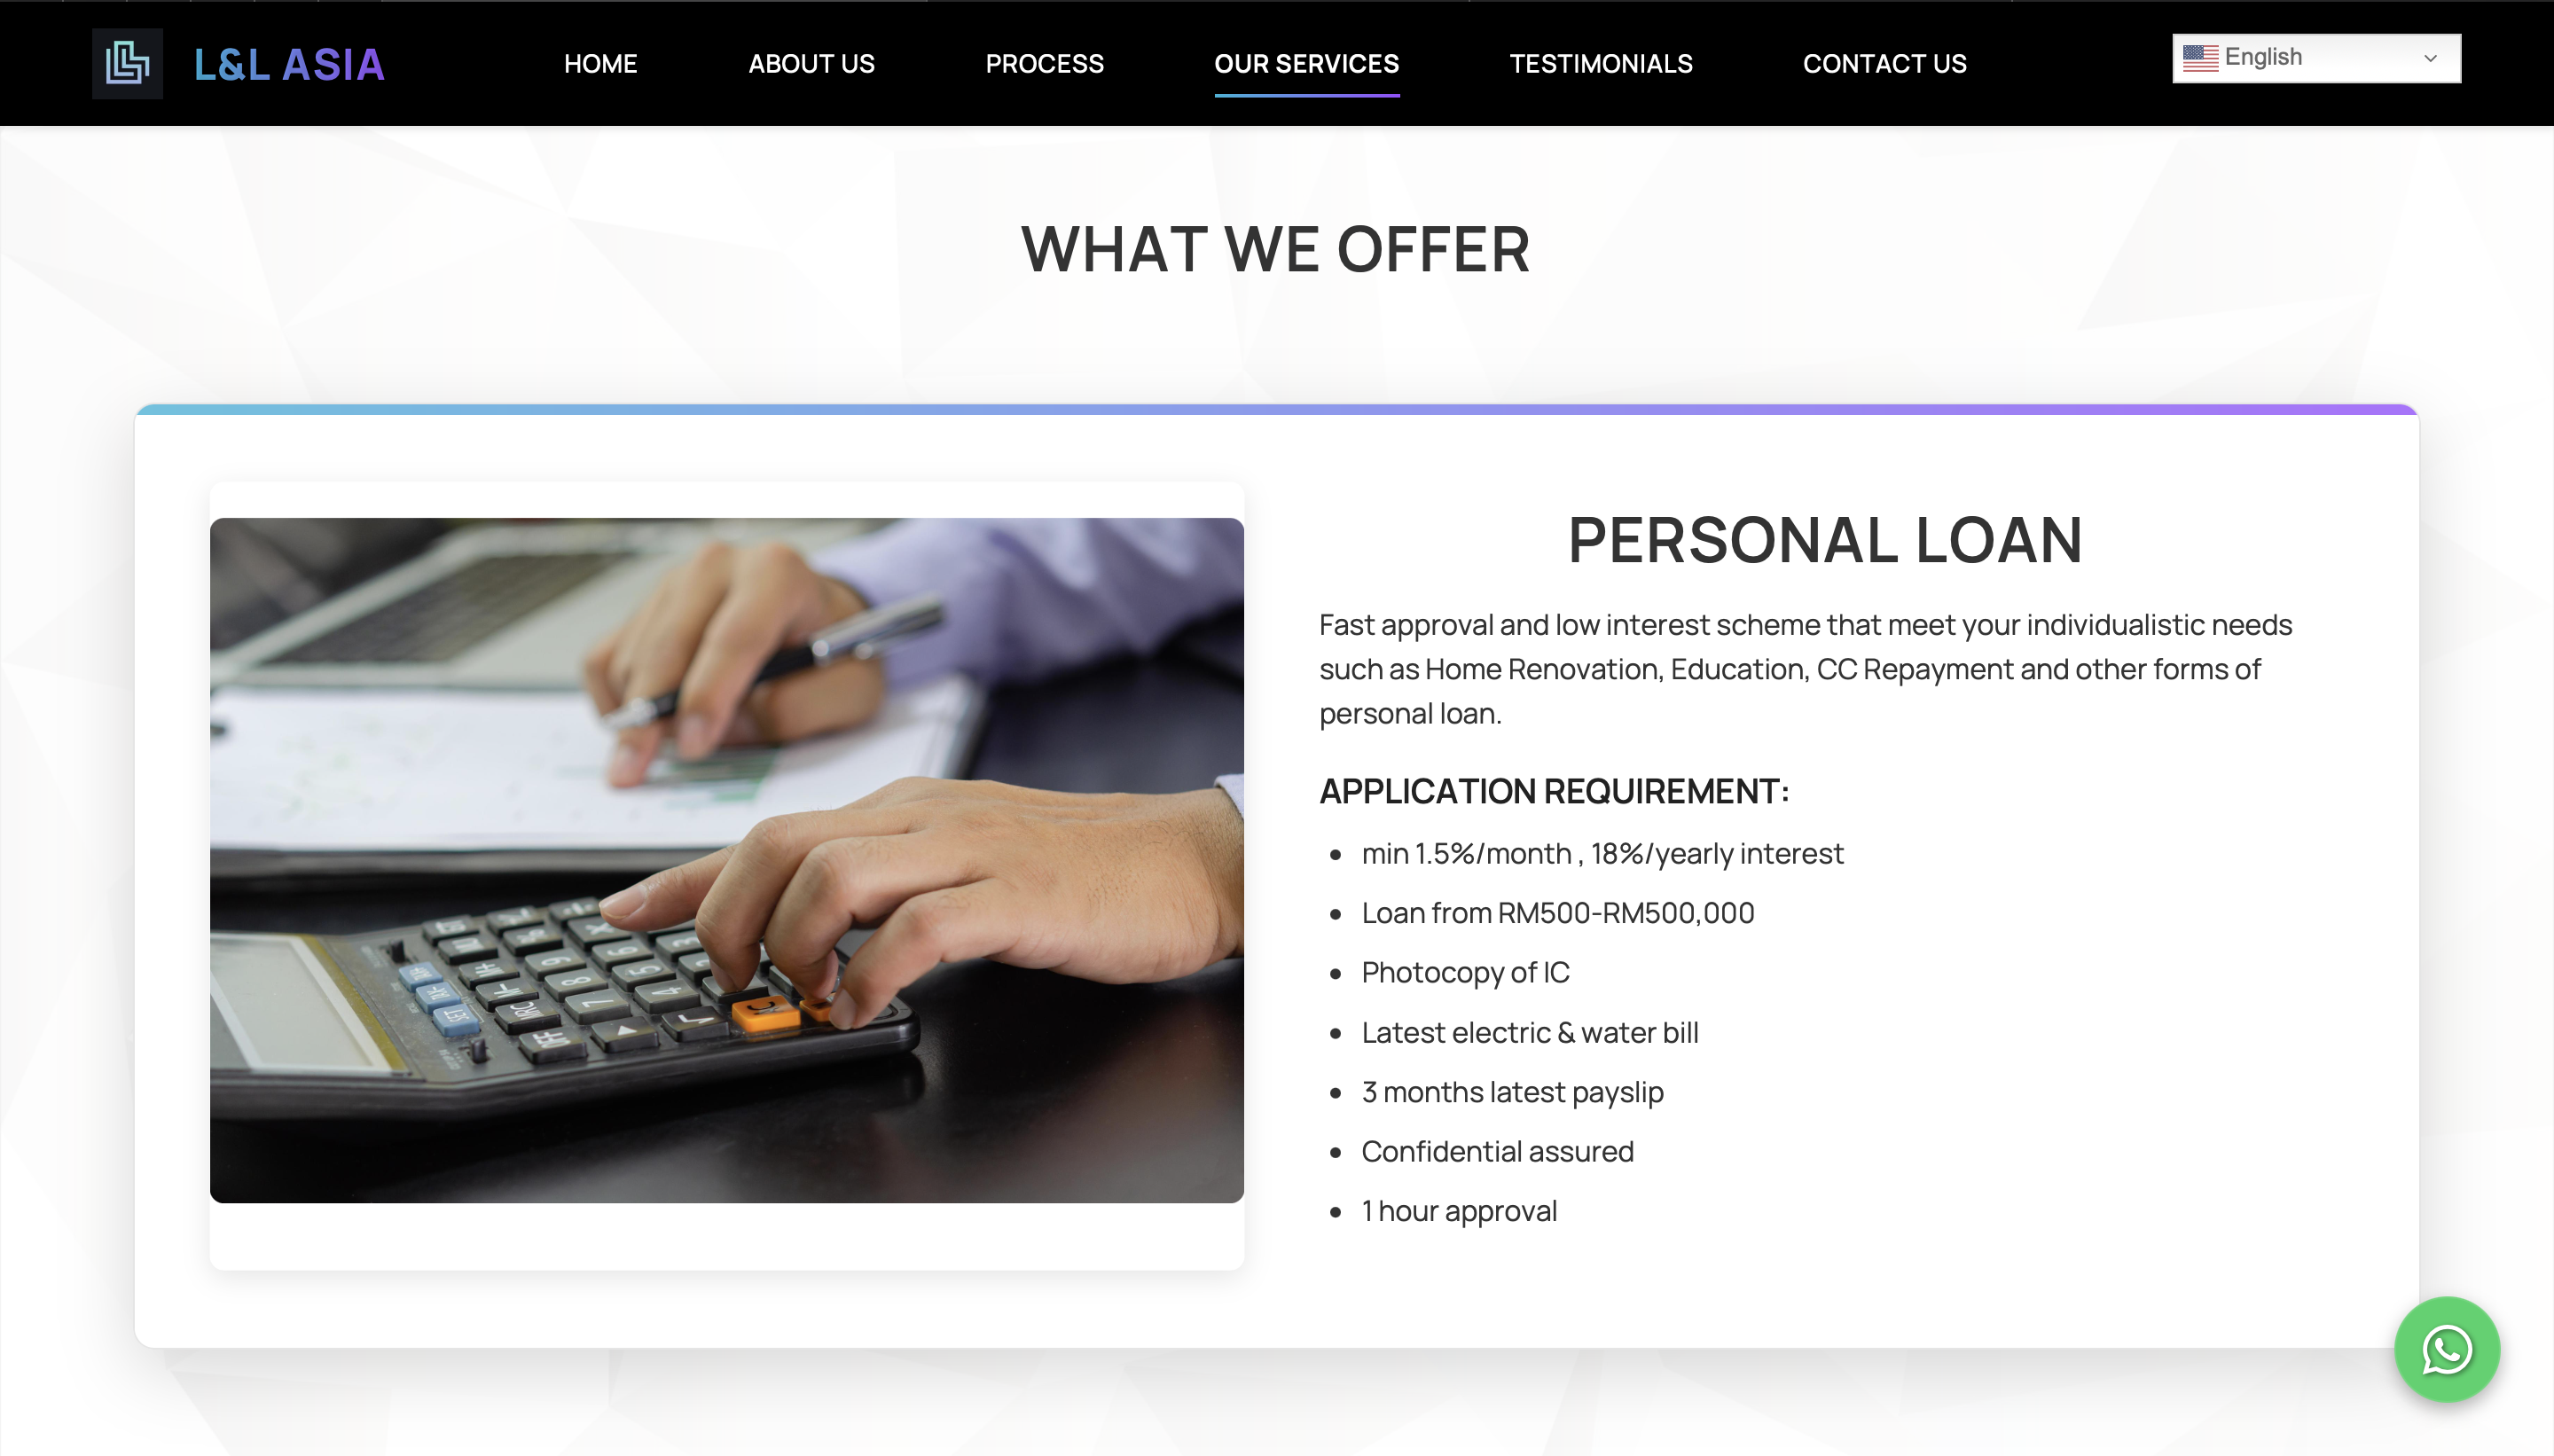 L&L ASIA
HOME
ABOUT US
PROCESS
OUR SERVICES
TESTIMONIALS
CONTACT US
English
WHAT WE OFFER
PERSONAL LOAN
Fast approval and low interest scheme that meet your individualistic needs
such as Home Renovation, Education, CC Repayment and other forms of
personal loan.
APPLICATION REQUIREMENT:
• min 1.5%/month , 18%/yearly interest
• Loan from RM500-RM500,000
• Photocopy of IC
• Latest electric & water bill
• 3 months latest payslip
• Confidential assured
• 1 hour approval